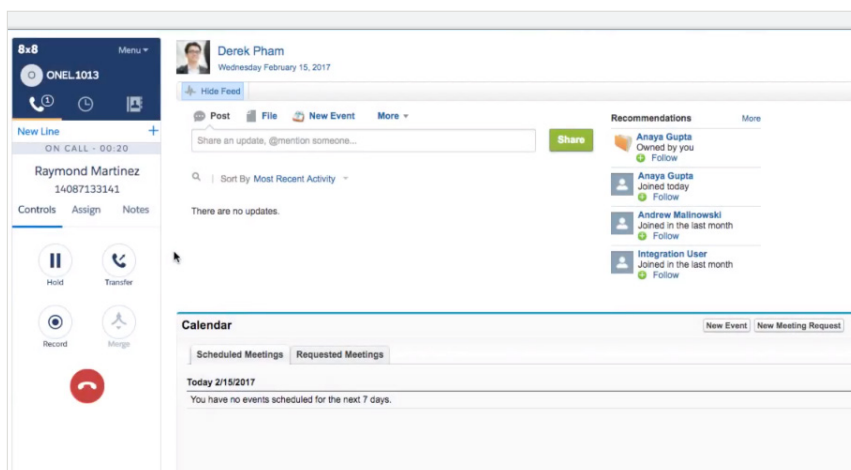 8x8
Menu
O ONEL1013
1
New Line +
ON CALL - 00:20
Raymond Martinez
14087133141
Controls Assign Notes
Hold Transfer
Record Merge
Derek Pham
Wednesday February 15, 2017
Hide Feed
Post File New Event More
Share an update, @mention someone...
Share
Sort By Most Recent Activity
There are no updates.
Recommendations More
Anaya Gupta
Owned by you
Follow
Anaya Gupta
Joined today
Follow
Andrew Malinowski
Joined in the last month
Follow
Integration User
Joined in the last month
Follow
Calendar
New Event New Meeting Request
Scheduled Meetings Requested Meetings
Today 2/15/2017
You have no events scheduled for the next 7 days.